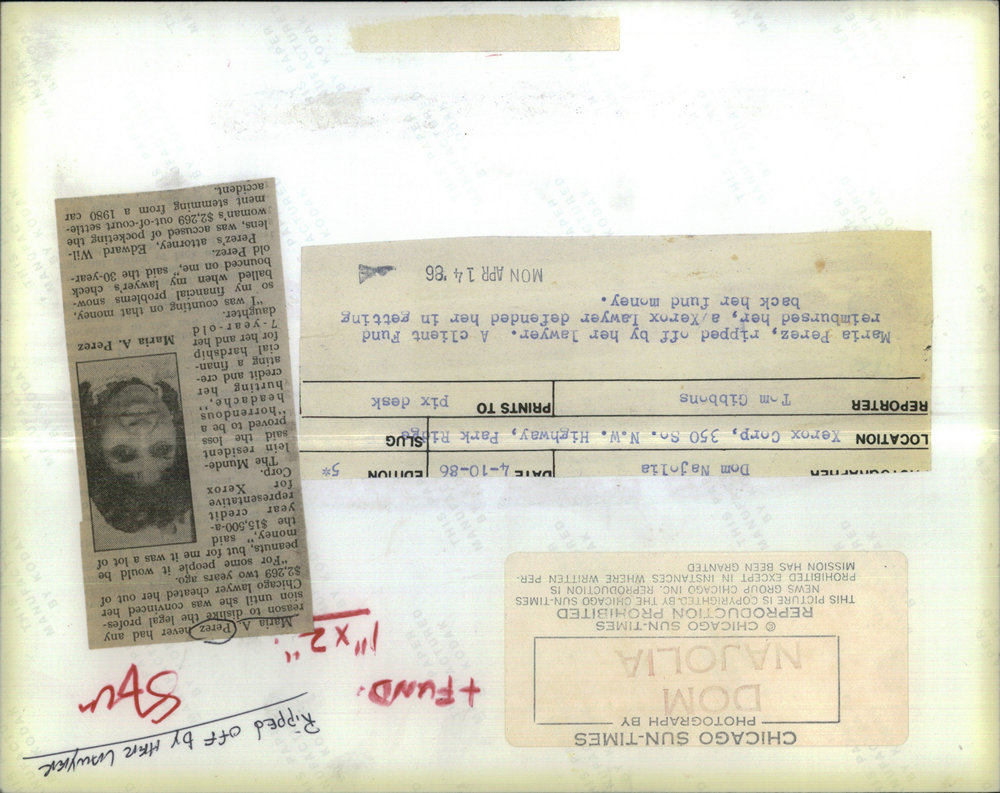 Maria A. Perez never had any
reason to dislike the legal profes-
sion until she was convinced her
Chicago lawyer cheated her out of
$2,269 two years ago.
"For some people it would be
peanuts, but for me it was a lot of
money," said
the $15,500-a-
year credit
representative
for Xerox
Corp.
The Munde-
lein resident
said the loss
proved to be a
"horrendous
headache,"
hurting her
credit and cre-
ating a finan-
cial hardship
for her and her
7-year-old
daughter.
Maria A. Perez
"I was counting on that money,
so my financial problems snow-
balled when my lawyer's check
bounced on me," said the 30-year-
old Perez.
Perez's attorney, Edward Wil-
lens, was accused of pocketing the
woman's $2,269 out-of-court settle-
ment stemming from a 1980 car
accident.
PHOTOGRAPHER Dom Najolia DATE 4-10-86 EDITION 5*
LOCATION Xerox Corp, 350 So. N.W. Highway, Park Ridge SLUG
REPORTER Tom Gibbons PRINTS TO pix desk
Maria Perez, ripped off by her lawyer. A client Fund
reimbursed her, a Xerox lawyer defended her in getting
back her fund money.
MON APR 14 '86
CHICAGO SUN-TIMES
PHOTOGRAPH BY
DOM
NAJOLIA
© CHICAGO SUN-TIMES
REPRODUCTION PROHIBITED
THIS PICTURE IS COPYRIGHTED BY THE CHICAGO SUN-TIMES
NEWS GROUP CHICAGO INC. REPRODUCTION IS
PROHIBITED EXCEPT IN INSTANCES WHERE WRITTEN PER-
MISSION HAS BEEN GRANTED
+ FUND.
1" x 2".
Ripped off by HER LAWYER